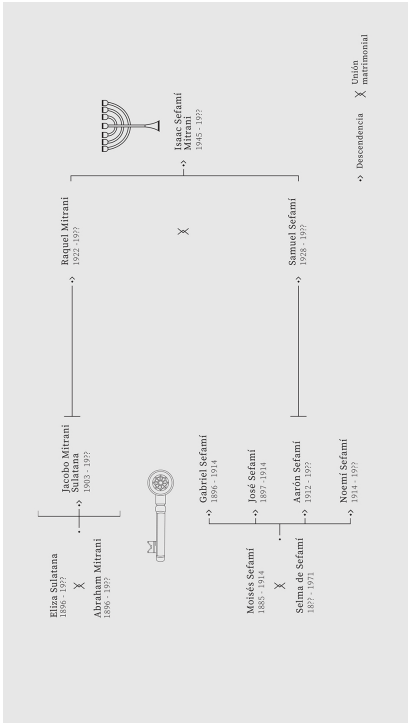 Eliza Sulatana
1896 - 19??
Abraham Mitrani
1896 - 19??
Jacobo Mitrani
Sulatana
1903 - 19??
Raquel Mitrani
1922 -19??
Isaac Sefamí
Mitrani
1945 - 19??
Moisés Sefamí
1885 - 1914
Selma de Sefamí
18?? - 1971
Gabriel Sefamí
1896 - 1914
José Sefamí
1897 -1914
Aarón Sefamí
1912 - 19??
Noemí Sefamí
1914 - 19??
Samuel Sefamí
1928 - 19??
Descendencia
Unión
matrimonial